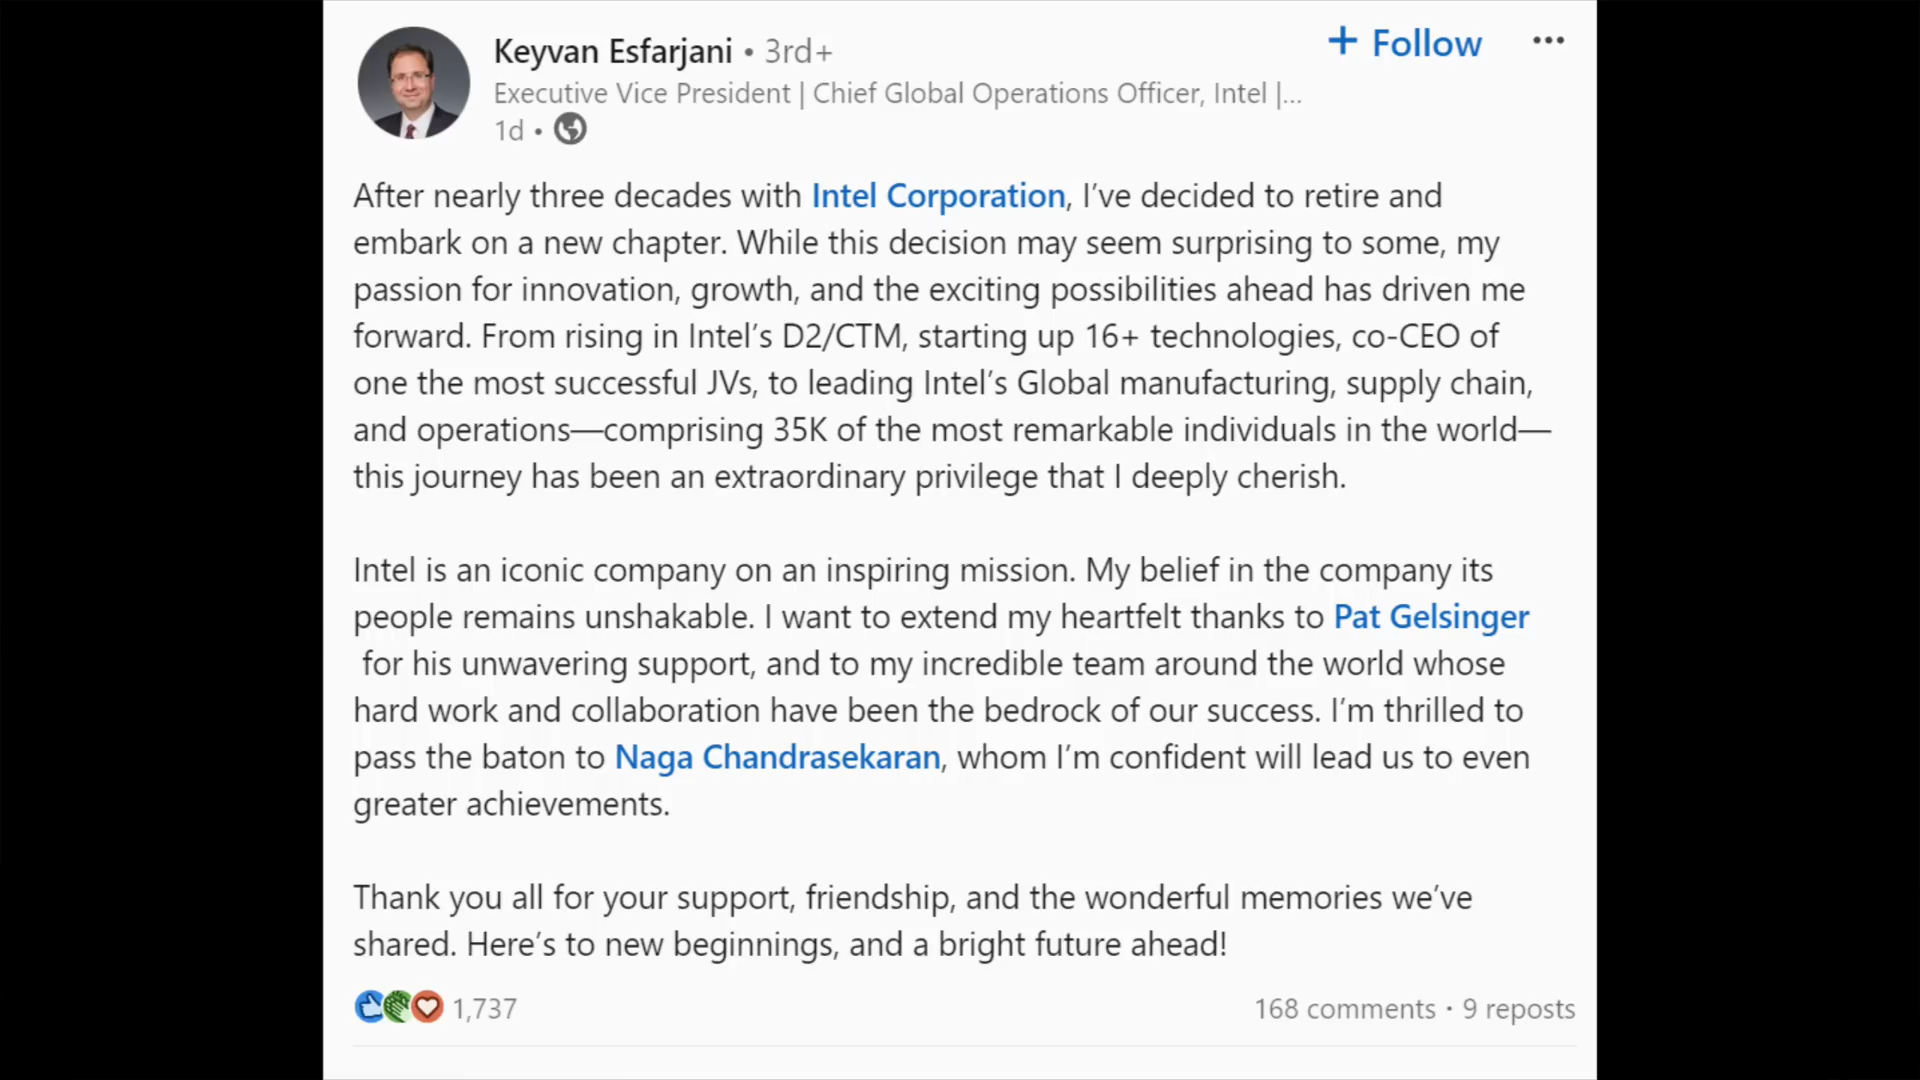 Keyvan Esfarjani • 3rd+
+ Follow
Executive Vice President | Chief Global Operations Officer, Intel |...
1d •
After nearly three decades with Intel Corporation, I’ve decided to retire and
embark on a new chapter. While this decision may seem surprising to some, my
passion for innovation, growth, and the exciting possibilities ahead has driven me
forward. From rising in Intel’s D2/CTM, starting up 16+ technologies, co-CEO of
one the most successful JVs, to leading Intel’s Global manufacturing, supply chain,
and operations—comprising 35K of the most remarkable individuals in the world—
this journey has been an extraordinary privilege that I deeply cherish.
Intel is an iconic company on an inspiring mission. My belief in the company its
people remains unshakable. I want to extend my heartfelt thanks to Pat Gelsinger
for his unwavering support, and to my incredible team around the world whose
hard work and collaboration have been the bedrock of our success. I’m thrilled to
pass the baton to Naga Chandrasekaran, whom I’m confident will lead us to even
greater achievements.
Thank you all for your support, friendship, and the wonderful memories we’ve
shared. Here’s to new beginnings, and a bright future ahead!
1,737
168 comments • 9 reposts